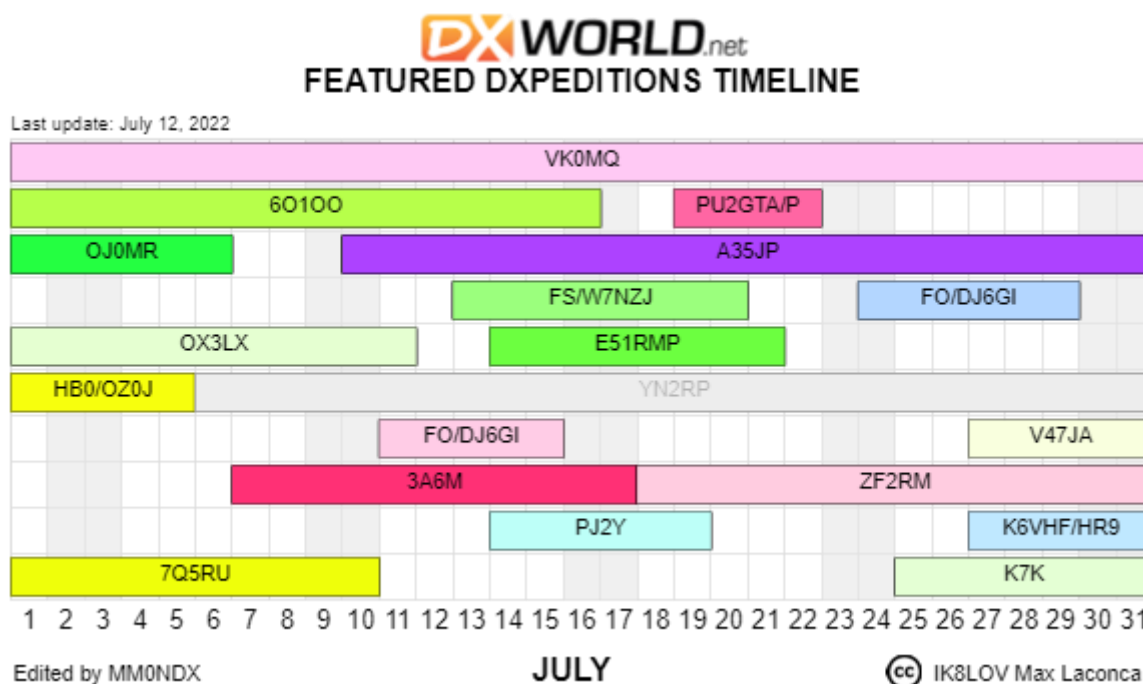 DX WORLD.net
FEATURED DXPEDITIONS TIMELINE
Last update: July 12, 2022
VK0MQ
6O1OO PU2GTA/P
OJ0MR A35JP
FS/W7NZJ FO/DJ6GI
OX3LX E51RMP
HB0/OZ0J YN2RP
FO/DJ6GI V47JA
3A6M ZF2RM
PJ2Y K6VHF/HR9
7Q5RU K7K
1 2 3 4 5 6 7 8 9 10 11 12 13 14 15 16 17 18 19 20 21 22 23 24 25 26 27 28 29 30 31
Edited by MM0NDX JULY cc IK8LOV Max Laconca